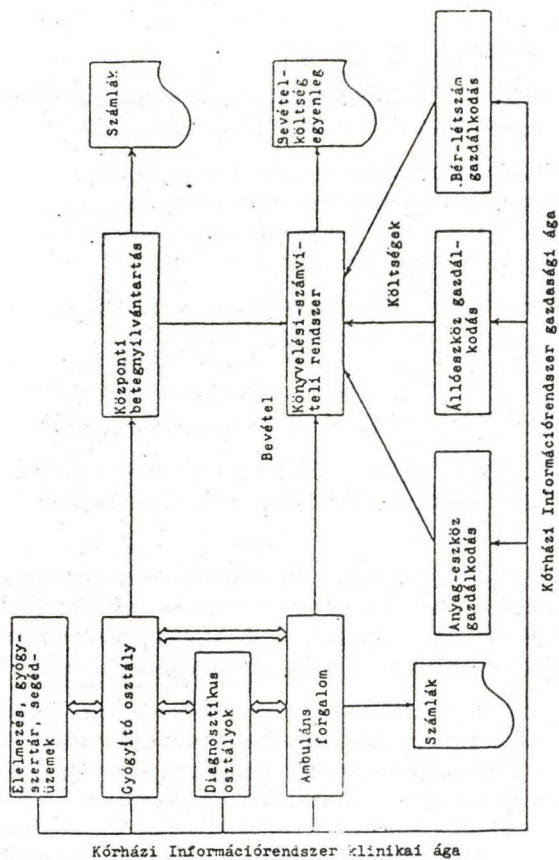 Élelmezés, gyógy-
szertár, segéd-
üzemek
Gyógyító osztály
Diagnosztikus
osztályok
Ambuláns
forgalom
Számlák
Központi
betegnyilvántartás
Számlák
Bevétel
Könyvelési-számvi-
teli rendszer
Bevétel-
költség
egyenleg
Költségek
Anyag-eszköz
gazdálkodás
Állóeszköz gazdál-
kodás
Bér-létszám
gazdálkodás
Kórházi Információrendszer klinikai ága
Kórházi Információrendszer gazdasági ága